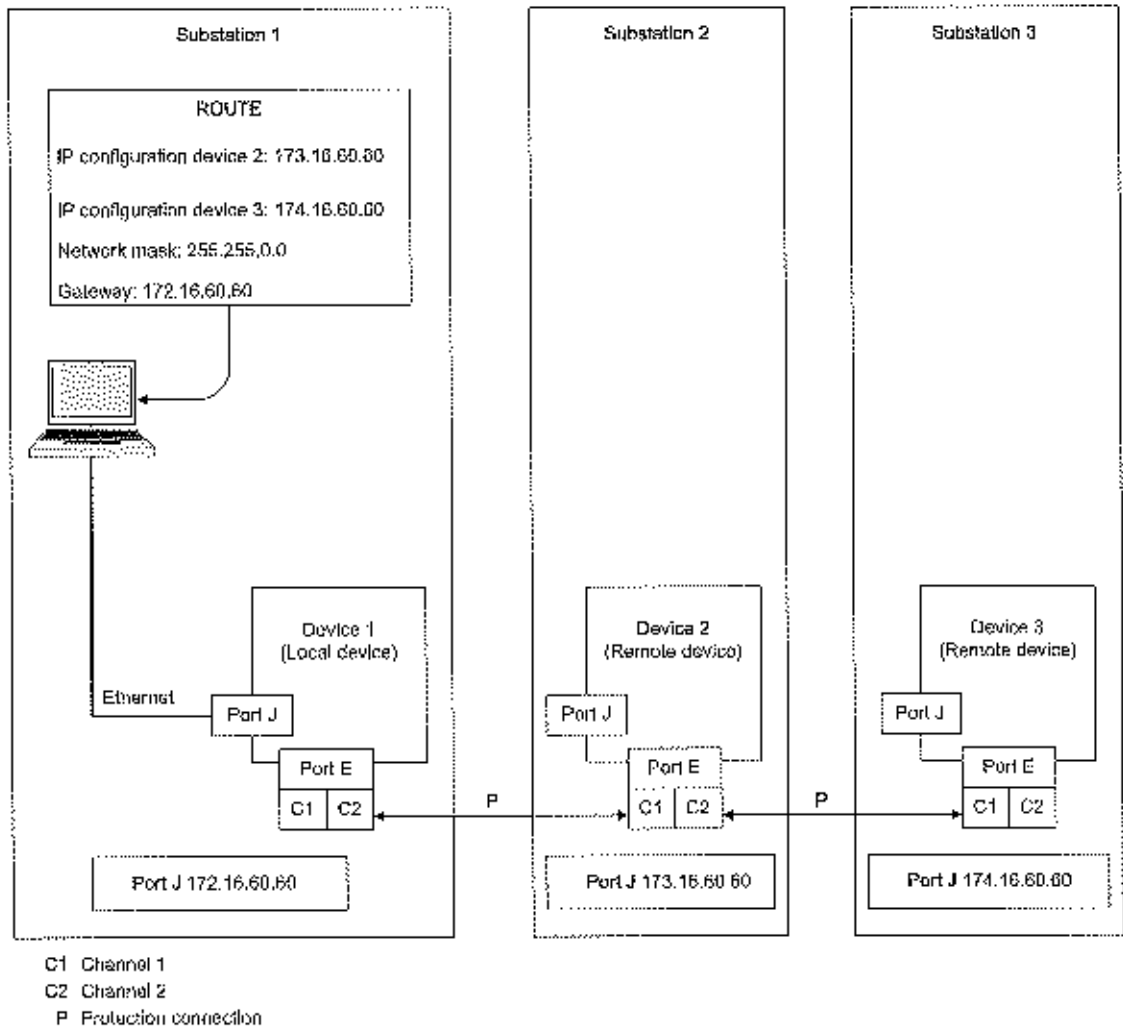 Substation 1
Substation 2
Substation 3
ROUTE
IP configuration device 2: 173.16.60.60
IP configuration device 3: 174.16.60.60
Network mask: 255.255.0.0
Gateway: 172.16.60.60
Device 1
(Local device)
Device 2
(Remote device)
Device 3
(Remote device)
Ethernet
Port J
Port J
Port J
Port E
Port E
Port E
C1 C2
P
C1 C2
P
C1 C2
Port J 172.16.60.60
Port J 173.16.60.60
Port J 174.16.60.60
C1 Channel 1
C2 Channel 2
P Protection connection